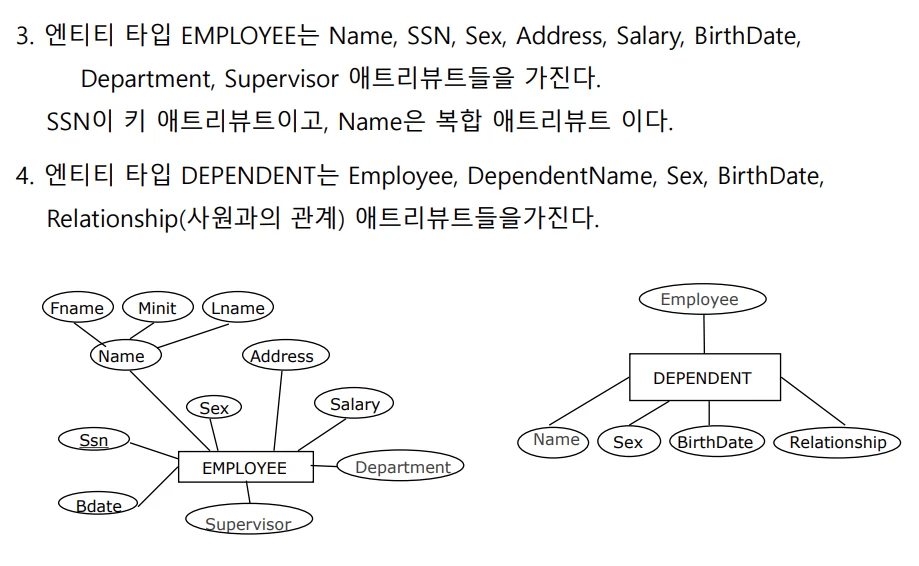 3. 엔티티 타입 EMPLOYEE는 Name, SSN, Sex, Address, Salary, BirthDate,
Department, Supervisor 애트리뷰트들을 가진다.
SSN이 키 애트리뷰트이고, Name은 복합 애트리뷰트 이다.
4. 엔티티 타입 DEPENDENT는 Employee, DependentName, Sex, BirthDate,
Relationship(사원과의 관계) 애트리뷰트들을가진다.
Fname Minit Lname
Name
Address
Sex
Salary
Ssn
EMPLOYEE
Department
Bdate
Supervisor
Employee
DEPENDENT
Name Sex BirthDate Relationship